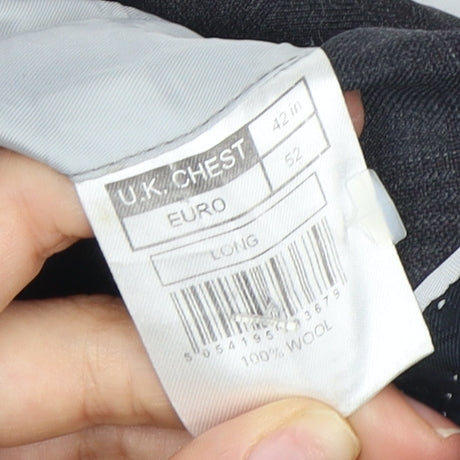 U.K. CHEST 42 in
EURO 52
LONG
100% WOOL